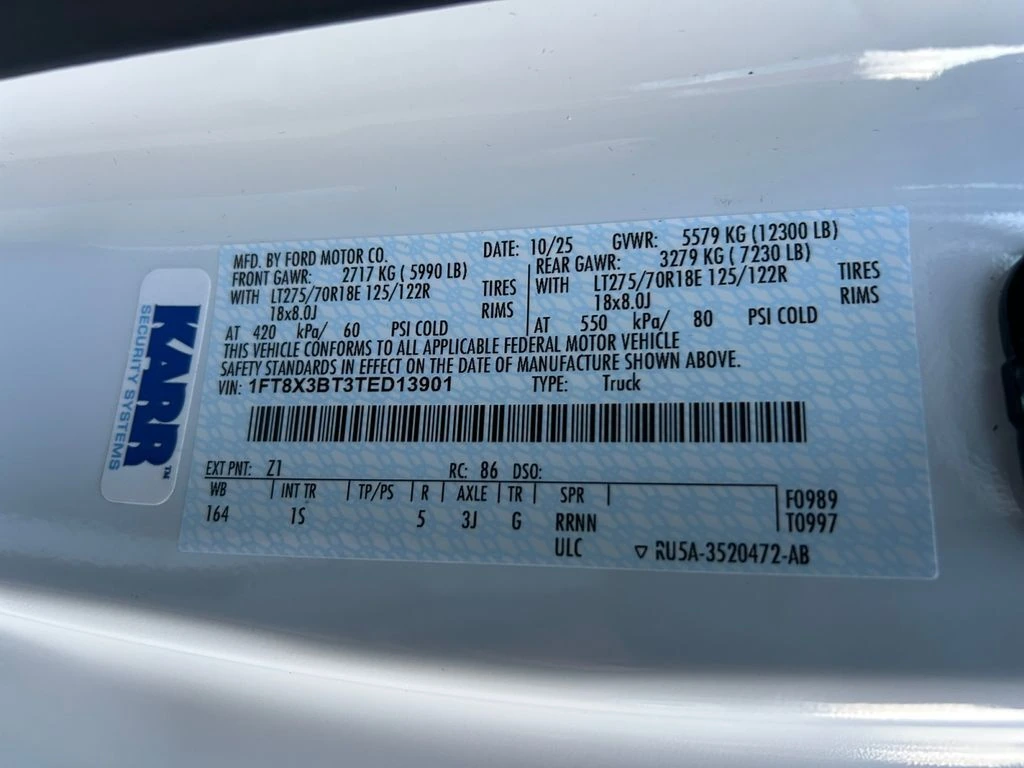 MFD. BY FORD MOTOR CO. DATE: 10/25 GVWR: 5579 KG (12300 LB)
FRONT GAWR: 2717 KG ( 5990 LB) REAR GAWR: 3279 KG ( 7230 LB)
WITH LT275/70R18E 125/122R TIRES WITH LT275/70R18E 125/122R TIRES
18x8.0J RIMS 18x8.0J RIMS
AT 420 kPa/ 60 PSI COLD AT 550 kPa/ 80 PSI COLD
THIS VEHICLE CONFORMS TO ALL APPLICABLE FEDERAL MOTOR VEHICLE
SAFETY STANDARDS IN EFFECT ON THE DATE OF MANUFACTURE SHOWN ABOVE.
VIN: 1FT8X3BT3TED13901 TYPE: Truck
EXT PNT: Z1 RC: 86 DSO:
WB INT TR TP/PS R AXLE TR SPR F0989
164 1S 5 3J G RRNN T0997
ULC ▽ RU5A-3520472-AB
KARR™
SECURITY SYSTEMS